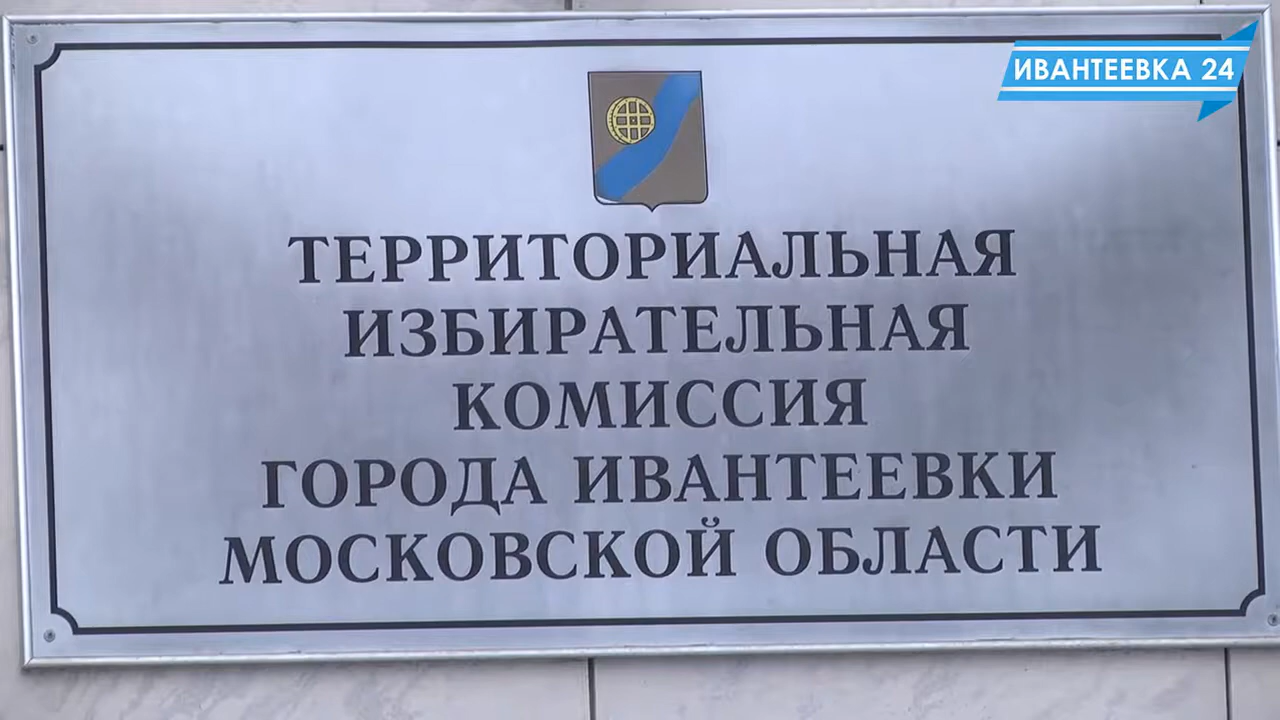 ИВАНТЕЕВКА 24
ТЕРРИТОРИАЛЬНАЯ
ИЗБИРАТЕЛЬНАЯ
КОМИССИЯ
ГОРОДА ИВАНТЕЕВКИ
МОСКОВСКОЙ ОБЛАСТИ